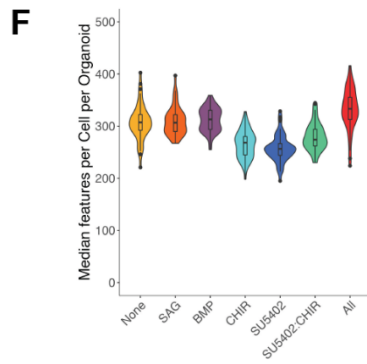 F
Median features per Cell per Organoid
500
400
300
200
100
0
None
SAG
BMP
CHIR
SU5402
SU5402:CHIR
All